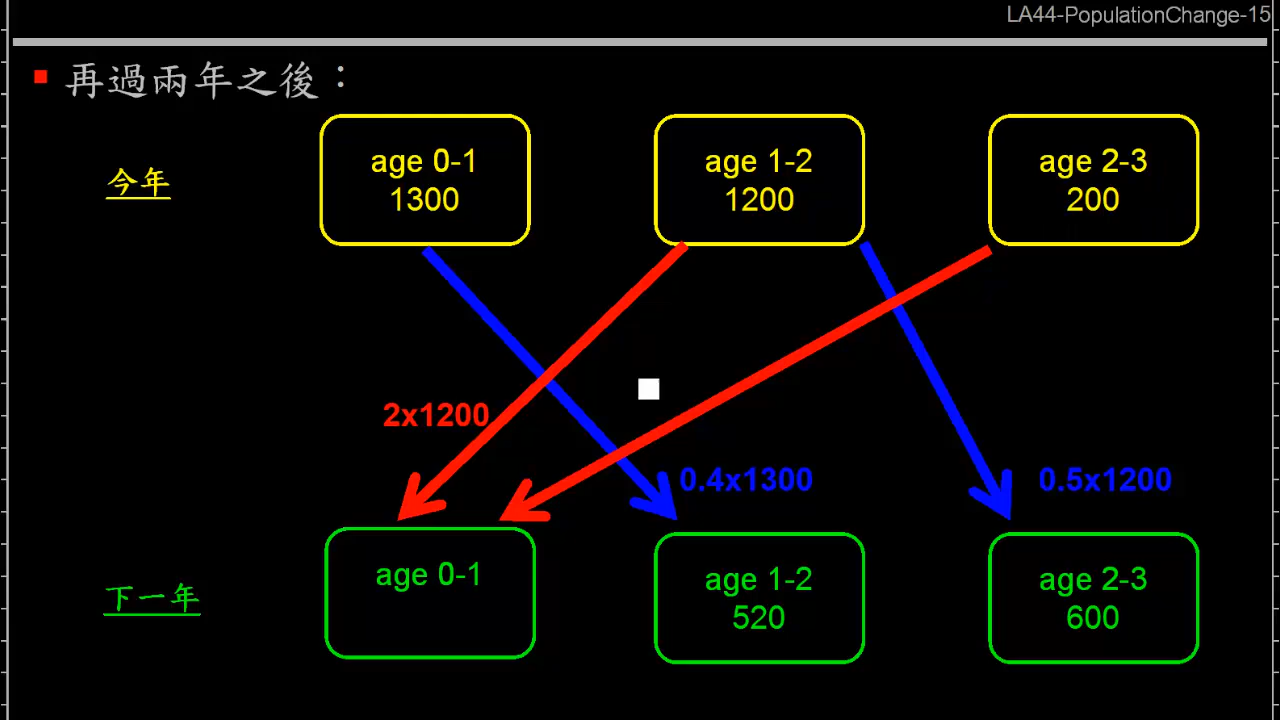 LA44-PopulationChange-15
再過兩年之後：
今年
age 0-1
1300
age 1-2
1200
age 2-3
200
2x1200
0.4x1300
0.5x1200
下一年
age 0-1
age 1-2
520
age 2-3
600